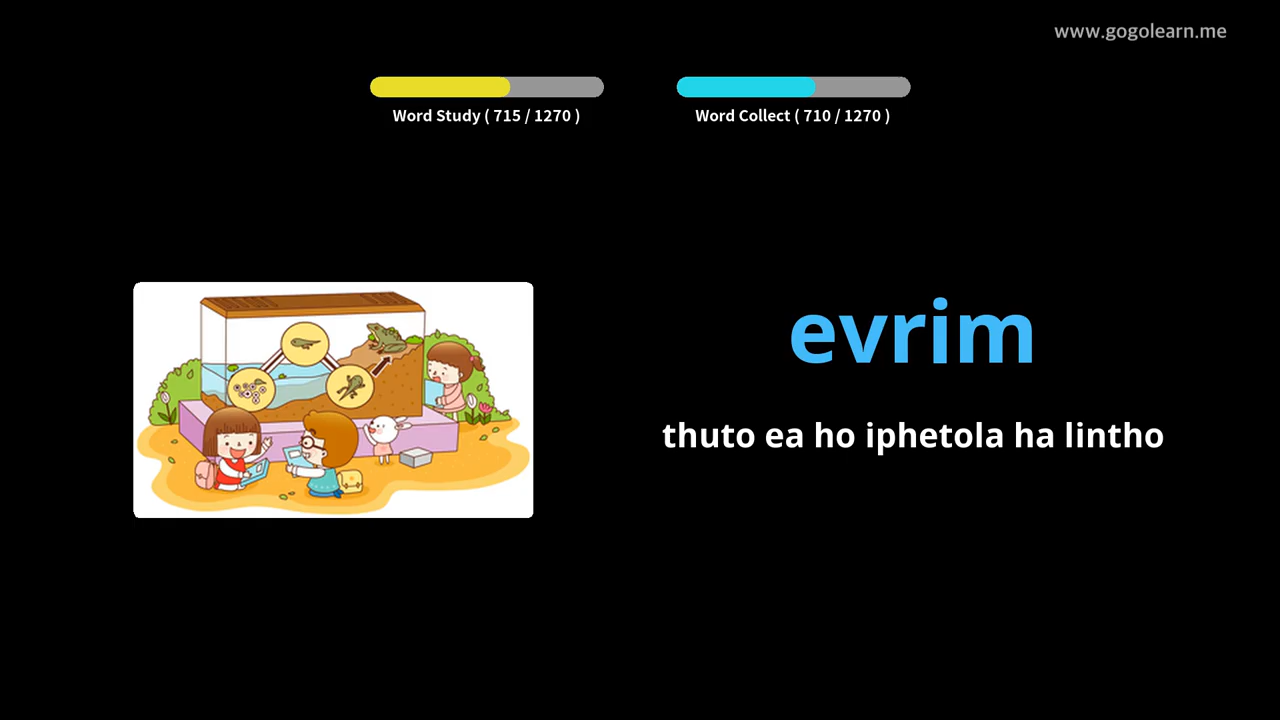 www.gogolearn.me
Word Study ( 715 / 1270 )
Word Collect ( 710 / 1270 )
evrim
thuto ea ho iphetola ha lintho